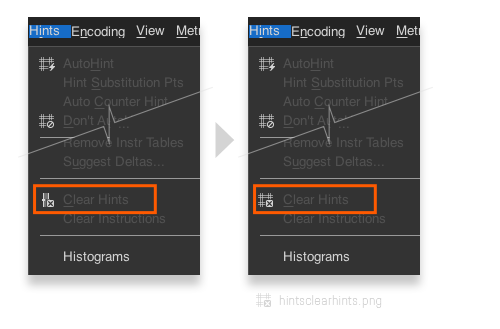 Hints Encoding View Metr
AutoHint
Hint Substitution Pts
Auto Counter Hint
Don't
Remove Instr Tables
Suggest Deltas...
Clear Hints
Clear Instructions
Histograms
Hints Encoding View Metr
AutoHint
Hint Substitution Pts
Auto Counter Hint
Don't
Remove Instr Tables
Suggest Deltas...
Clear Hints
Clear Instructions
Histograms
hintsclearhints.png